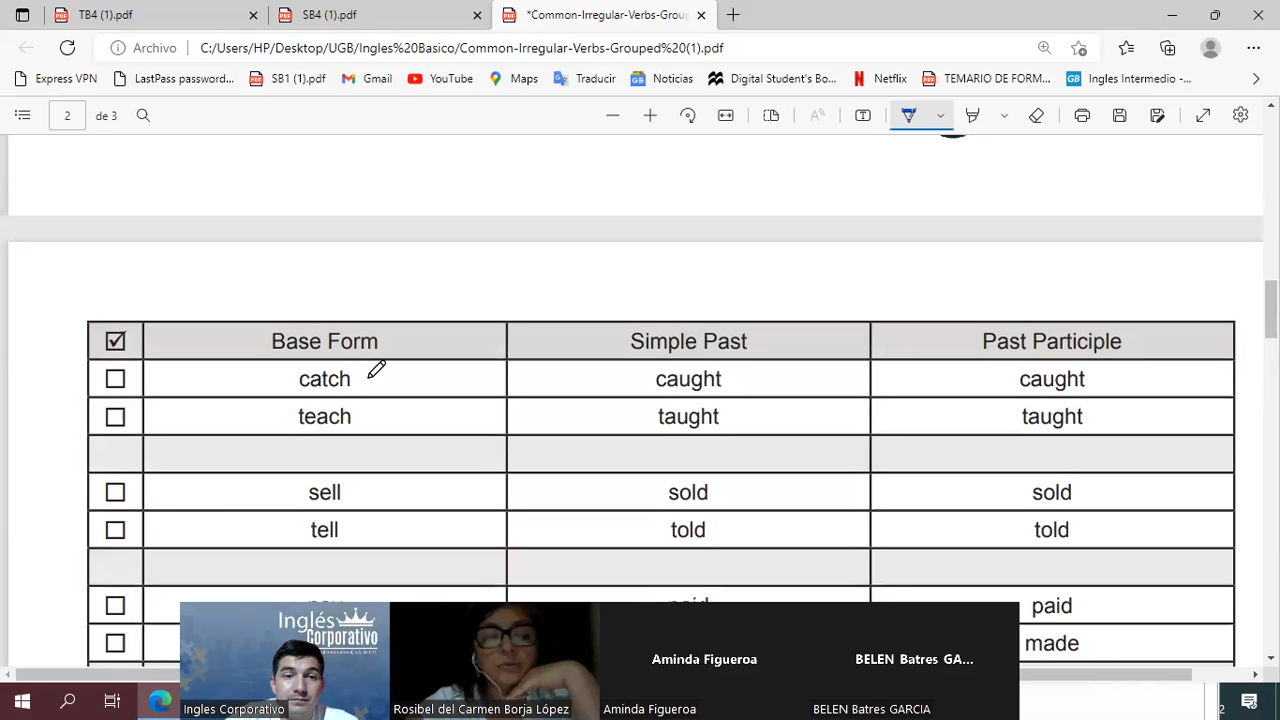 TB4 (1).pdf
SB4 (1).pdf
*Common-Irregular-Verbs-Grou
Archivo
C:/Users/HP/Desktop/UGB/Ingles%20Basico/Common-Irregular-Verbs-Grouped%20(1).pdf
Express VPN
LastPass password...
SB1 (1).pdf
Gmail
YouTube
Maps
Traducir
Noticias
Digital Student's Bo...
Netflix
TEMARIO DE FORM...
Ingles Intermedio -...
2 de 3
Base Form Simple Past Past Participle
catch caught caught
teach taught taught
sell sold sold
tell told told
paid
made
Inglés
Corporativo
Aminda Figueroa
BELEN Batres GA...
Ingles Corporativo
Rosibel del Carmen Borja López
Aminda Figueroa
BELEN Batres GARCIA
2